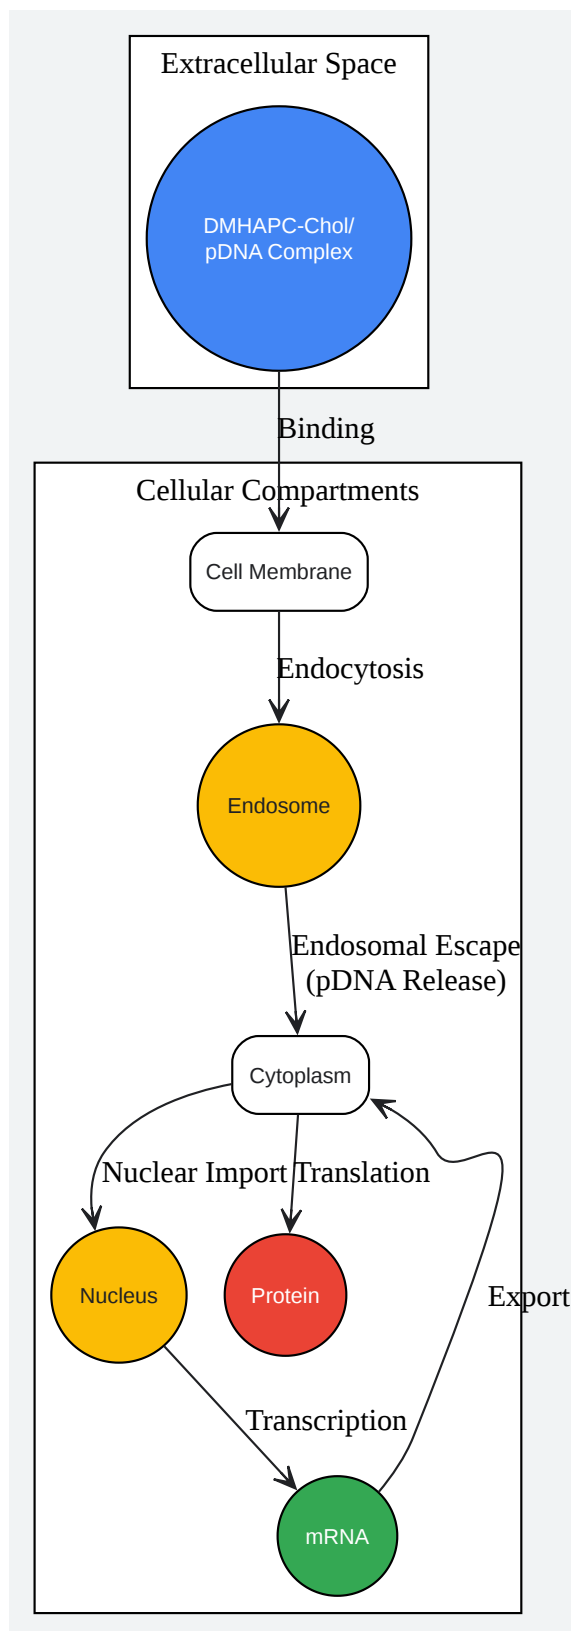 Extracellular Space
DMHAPC-Chol/
pDNA Complex
Binding
Cellular Compartments
Cell Membrane
Endocytosis
Endosome
Endosomal Escape
(pDNA Release)
Cytoplasm
Nuclear Import
Translation
Nucleus
Protein
Export
Transcription
mRNA